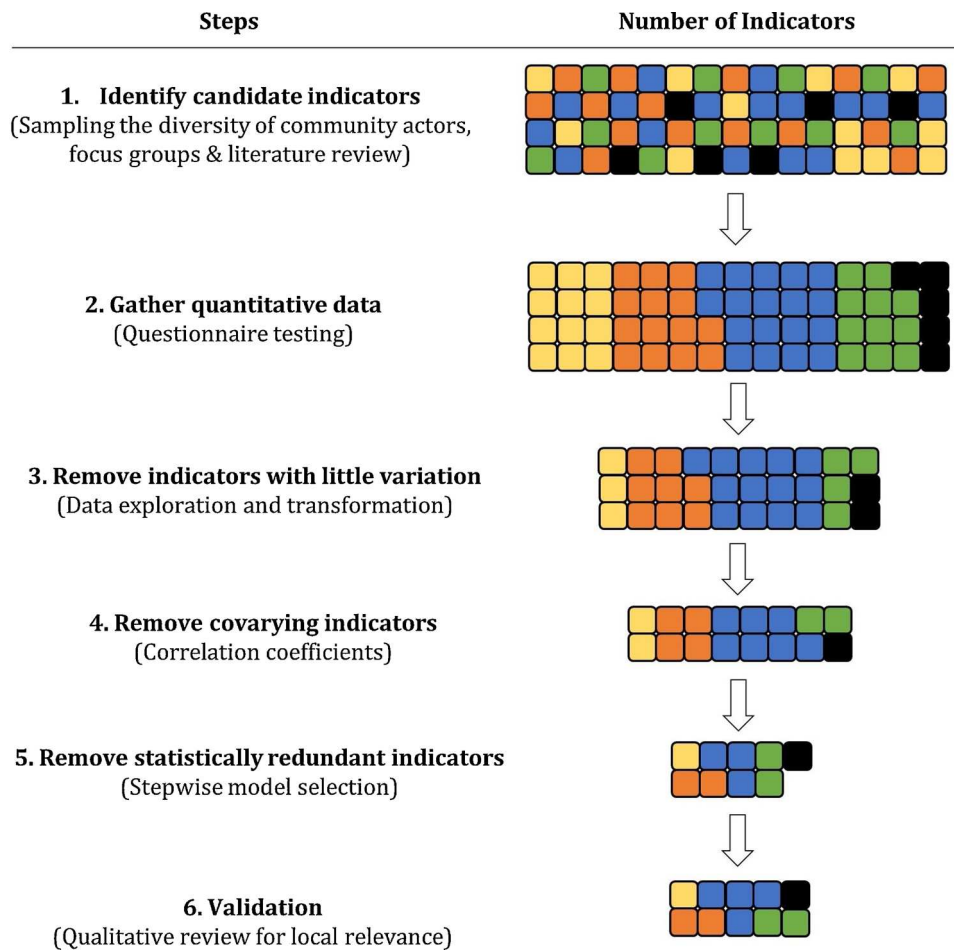 Steps
Number of Indicators
1. Identify candidate indicators
(Sampling the diversity of community actors,
focus groups & literature review)
2. Gather quantitative data
(Questionnaire testing)
3. Remove indicators with little variation
(Data exploration and transformation)
4. Remove covarying indicators
(Correlation coefficients)
5. Remove statistically redundant indicators
(Stepwise model selection)
6. Validation
(Qualitative review for local relevance)